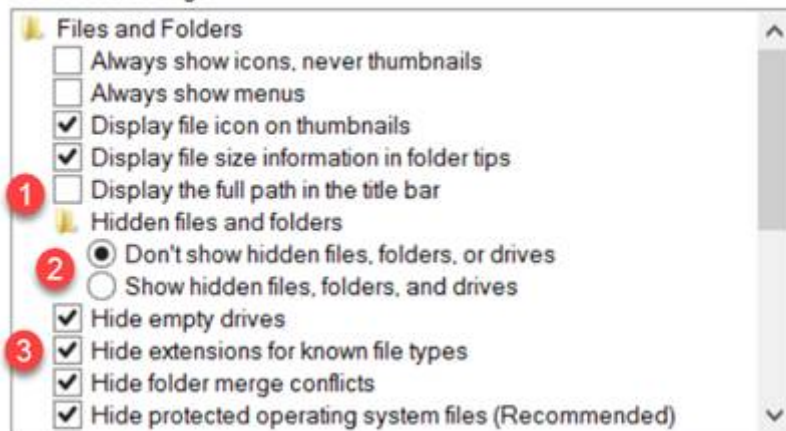 Files and Folders
Always show icons, never thumbnails
Always show menus
Display file icon on thumbnails
Display file size information in folder tips
1 Display the full path in the title bar
Hidden files and folders
2 Don't show hidden files, folders, or drives
Show hidden files, folders, and drives
Hide empty drives
3 Hide extensions for known file types
Hide folder merge conflicts
Hide protected operating system files (Recommended)